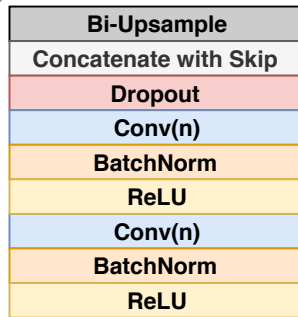 Bi-Upsample
Concatenate with Skip
Dropout
Conv(n)
BatchNorm
ReLU
Conv(n)
BatchNorm
ReLU